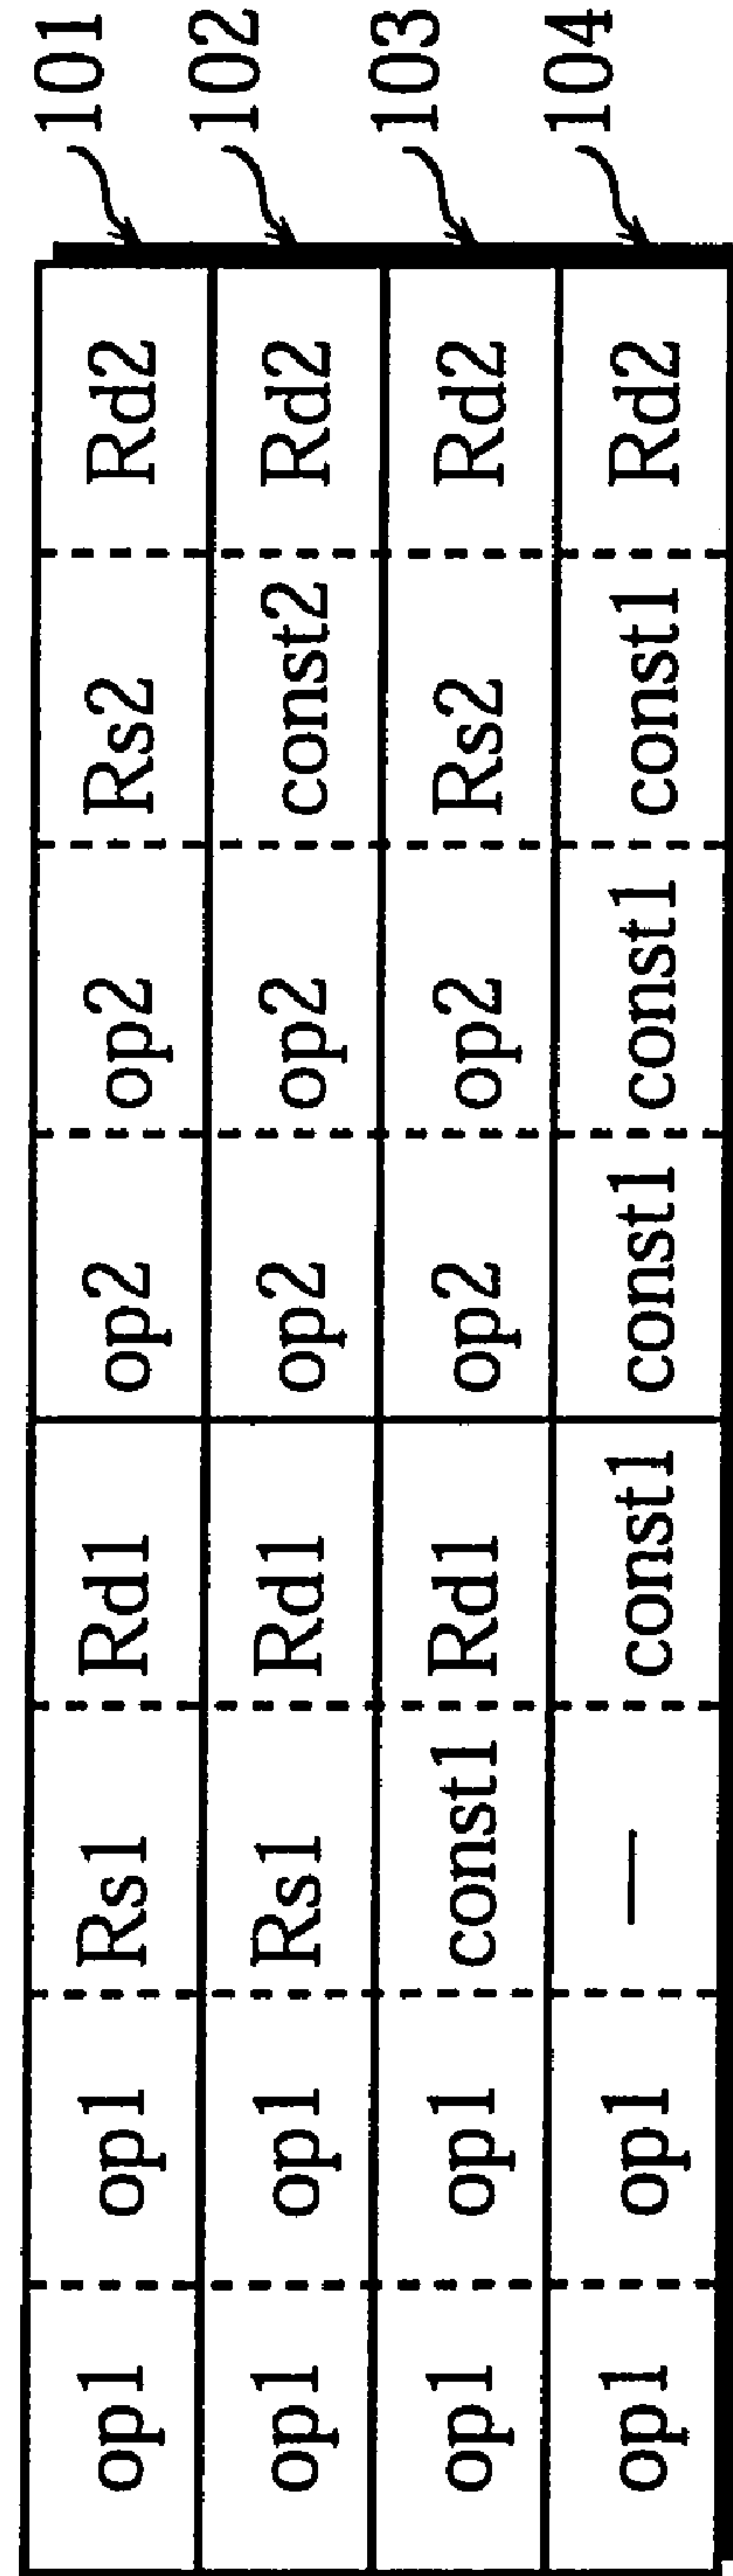 op1 op1 Rs1 Rd1 op2 op2 Rs2 Rd2 101
op1 op1 Rs1 Rd1 op2 op2 const2 Rd2 102
op1 op1 const1 Rd1 op2 op2 Rs2 Rd2 103
op1 op1 — const1 const1 const1 const1 Rd2 104